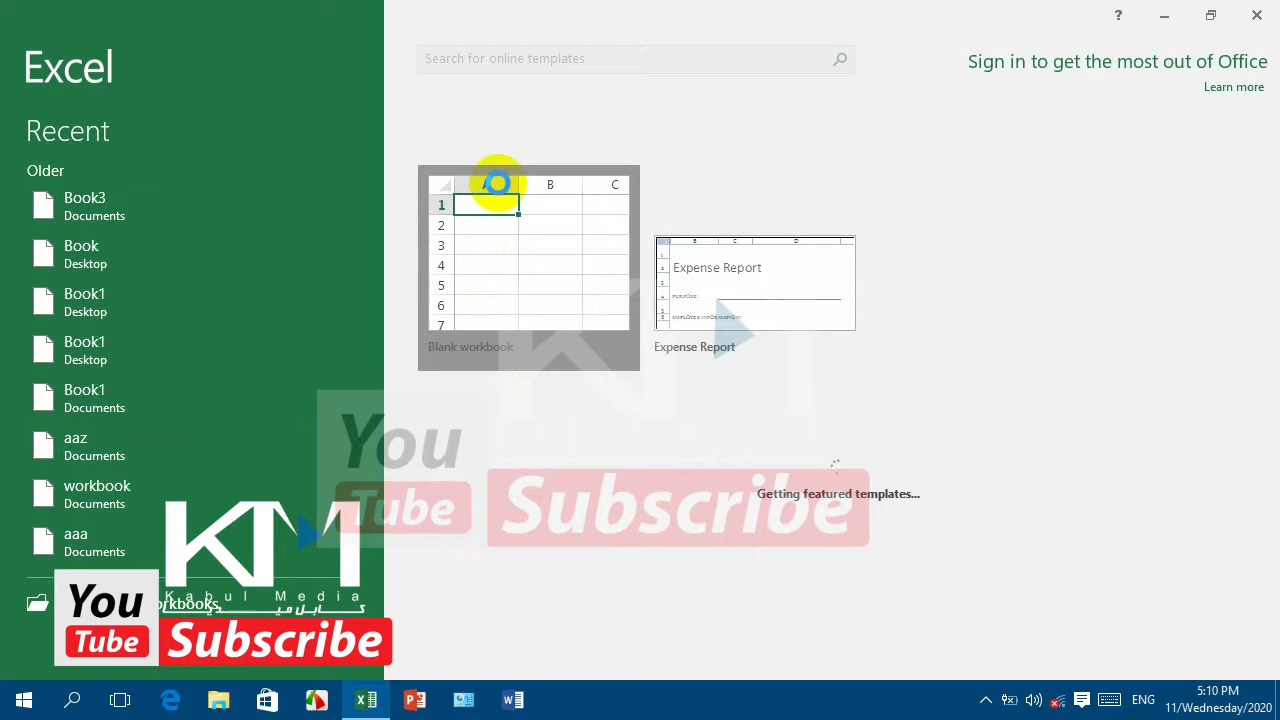 Excel
Recent
Older
Book3
Documents
Book
Desktop
Book1
Desktop
Book1
Desktop
Book1
Documents
aaz
Documents
workbook
Documents
aaa
Documents
orkbooks
KM
Kabul Media
کابل میدیا
You
Tube
Subscribe
?
Search for online templates
Sign in to get the most out of Office
Learn more
A B C
1
2
3
4
5
6
7
Blank workbook
B C D
Expense Report
Expense Report
You
Tube
Subscribe
Getting featured templates...
ENG
5:10 PM
11/Wednesday/2020